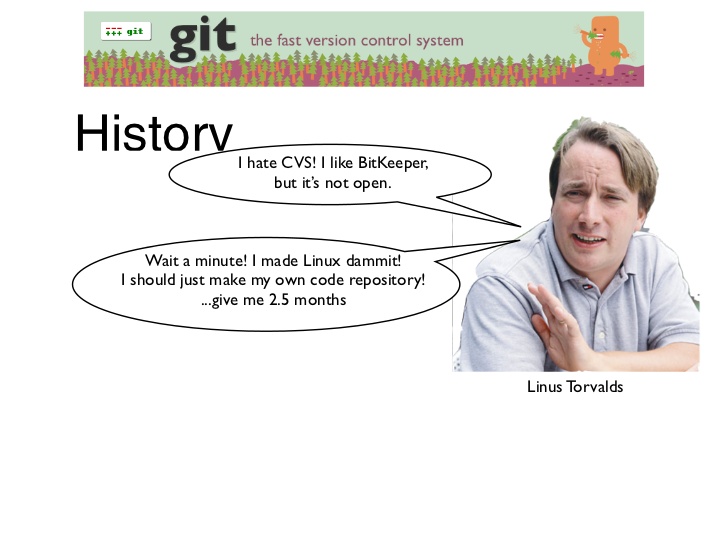 git
git
the fast version control system
History
I hate CVS! I like BitKeeper,
but it's not open.
Wait a minute! I made Linux dammit!
I should just make my own code repository!
...give me 2.5 months
Linus Torvalds